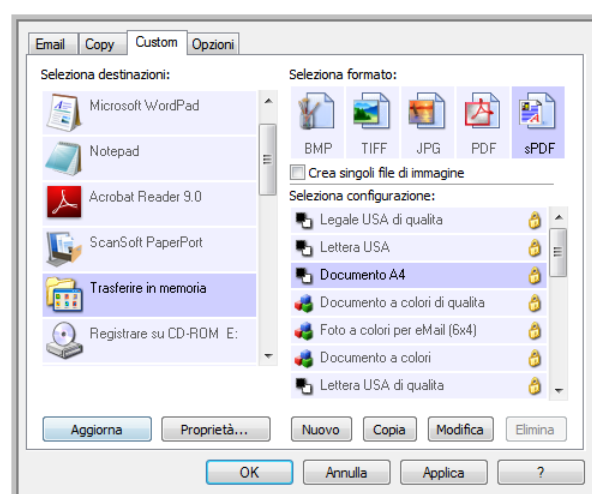 Email Copy Custom Opzioni
Seleziona destinazioni:
Microsoft WordPad
Notepad
Acrobat Reader 9.0
ScanSoft PaperPort
Trasferire in memoria
Registrare su CD-ROM E:
Aggiorna Proprietà...
Seleziona formato:
BMP TIFF JPG PDF sPDF
Crea singoli file di immagine
Seleziona configurazione:
Legale USA di qualita
Lettera USA
Documento A4
Documento a colori di qualita
Foto a colori per eMail (6x4)
Documento a colori
Lettera USA di qualita
Nuovo Copia Modifica Elimina
OK Annulla Applica ?